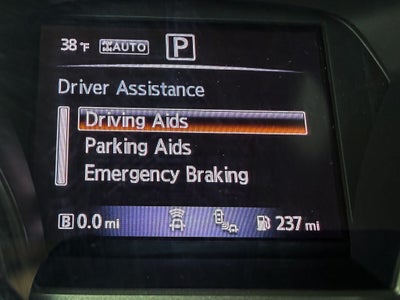 38 °F AUTO P
Driver Assistance
Driving Aids
Parking Aids
Emergency Braking
B 0.0 mi 237 mi